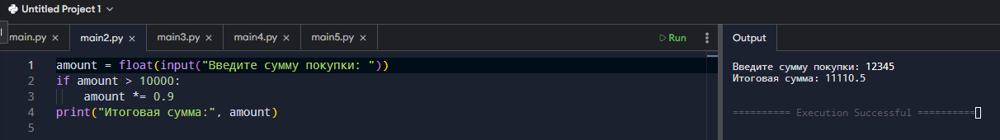 Untitled Project 1
main.py × main2.py × main3.py × main4.py × main5.py × Run Output
1 amount = float(input("Введите сумму покупки: "))
2 if amount > 10000:
3 amount *= 0.9
4 print("Итоговая сумма:", amount)
5
Введите сумму покупки: 12345
Итоговая сумма: 11110.5
========== Execution Successful ==========